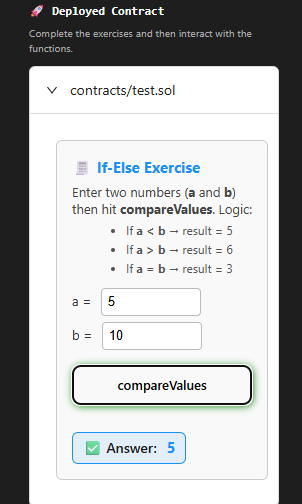 🚀 Deployed Contract
Complete the exercises and then interact with the
functions.
contracts/test.sol
🧾 If-Else Exercise
Enter two numbers (a and b)
then hit compareValues. Logic:
• If a < b → result = 5
• If a > b → result = 6
• If a = b → result = 3
a = 5
b = 10
compareValues
✅ Answer: 5